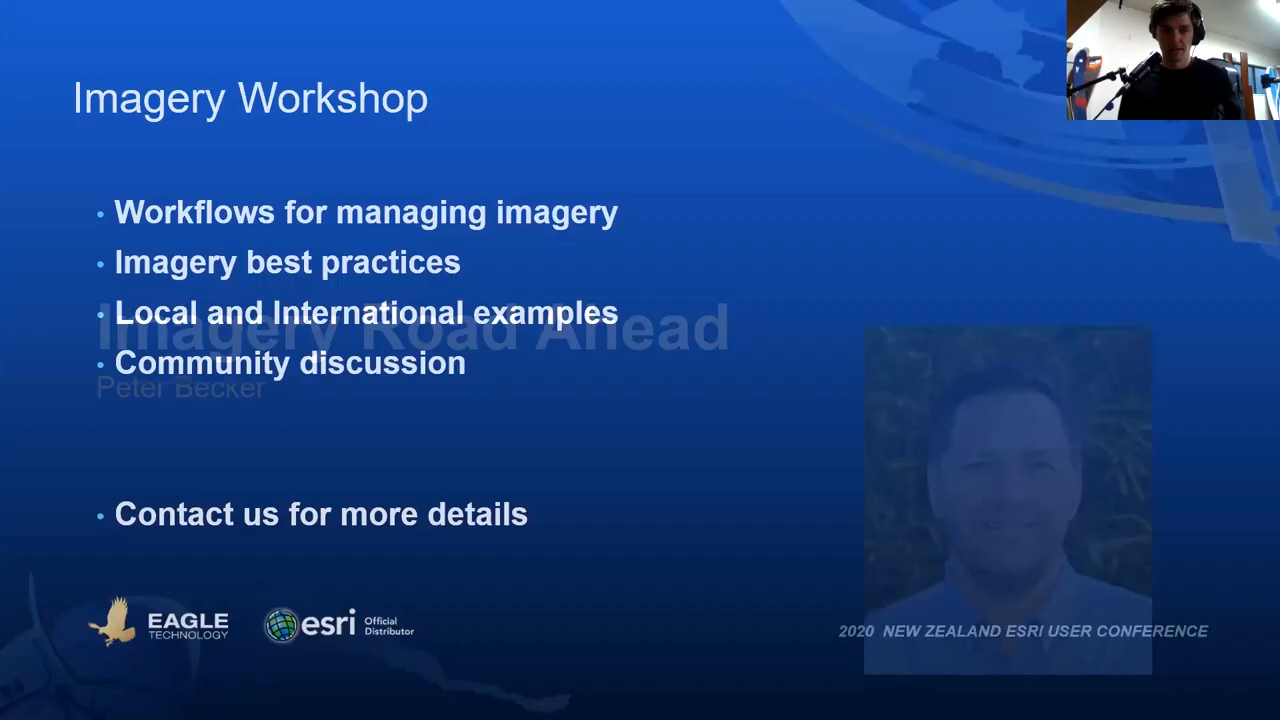 Imagery Workshop
• Workflows for managing imagery
• Imagery best practices
• Local and International examples
Imagery Road Ahead
• Community discussion
Peter Becker
• Contact us for more details
EAGLE
TECHNOLOGY
esri
Official
Distributor
2020 NEW ZEALAND ESRI USER CONFERENCE